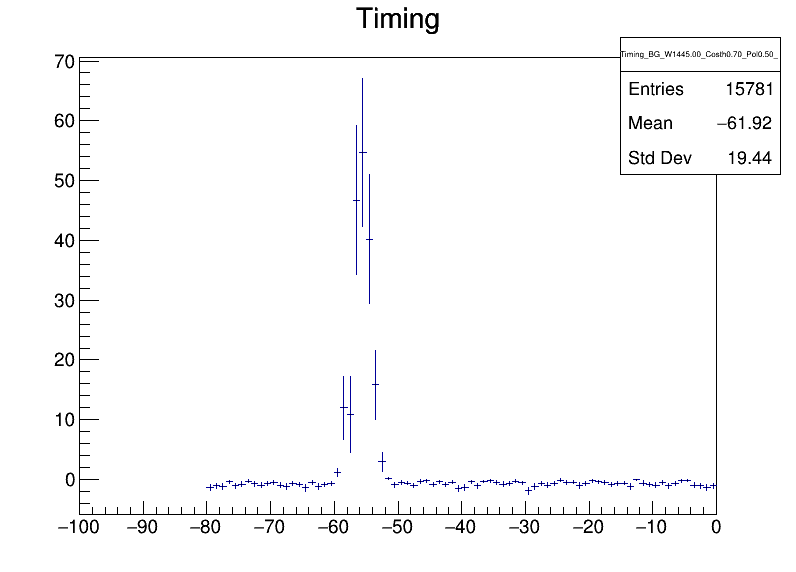 Timing
Timing_BG_W1445.00_Costh0.70_Pol0.50_
Entries 15781
Mean −61.92
Std Dev 19.44
70
60
50
40
30
20
10
0
−100 −90 −80 −70 −60 −50 −40 −30 −20 −10 0